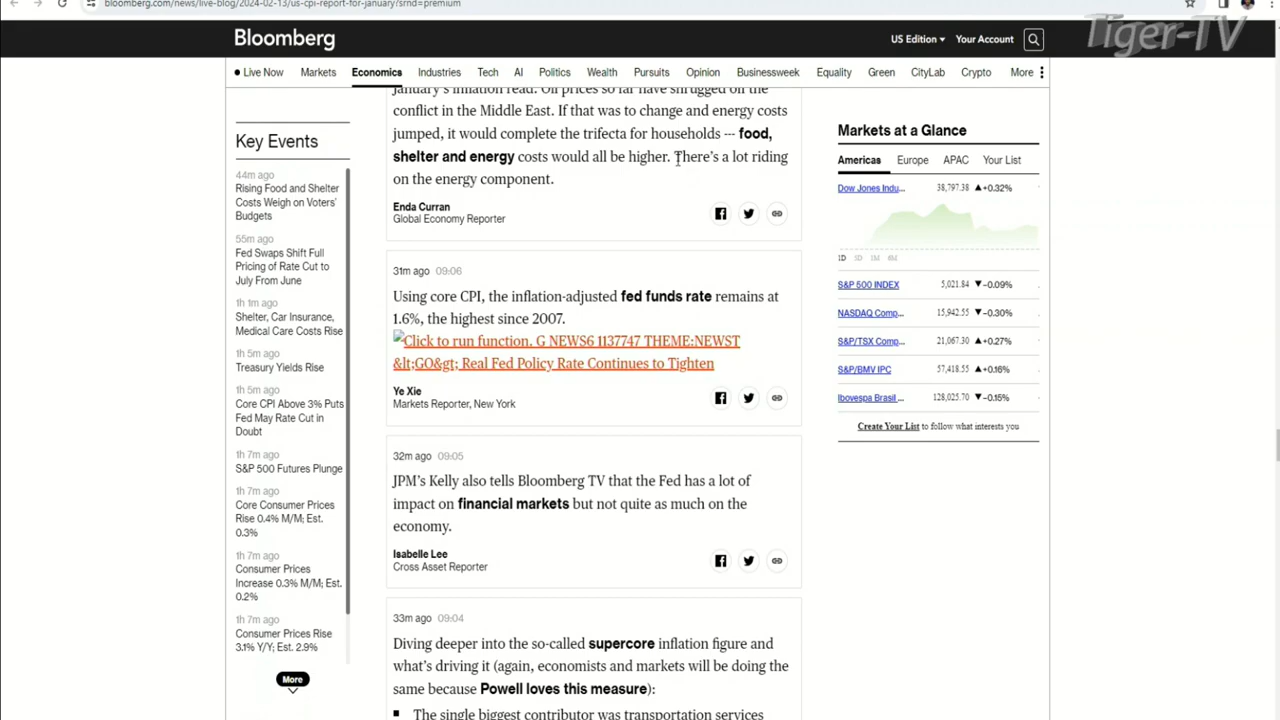 bloomberg.com/news/live-blog/2024-02-13/us-cpi-report-for-january?srnd=premium
Tiger-TV
Bloomberg
US Edition
Your Account
Live Now
Markets
Economics
Industries
Tech
AI
Politics
Wealth
Pursuits
Opinion
Businessweek
Equality
Green
CityLab
Crypto
More
Key Events
44m ago
Rising Food and Shelter
Costs Weigh on Voters'
Budgets
55m ago
Fed Swaps Shift Full
Pricing of Rate Cut to
July From June
1h 1m ago
Shelter, Car Insurance,
Medical Care Costs Rise
1h 5m ago
Treasury Yields Rise
1h 5m ago
Core CPI Above 3% Puts
Fed May Rate Cut in
Doubt
1h 7m ago
S&P 500 Futures Plunge
1h 7m ago
Core Consumer Prices
Rise 0.4% M/M; Est.
0.3%
1h 7m ago
Consumer Prices
Increase 0.3% M/M; Est.
0.2%
1h 7m ago
Consumer Prices Rise
3.1% Y/Y; Est. 2.9%
More
January's inflation read. Oil prices so far have shrugged off the
conflict in the Middle East. If that was to change and energy costs
jumped, it would complete the trifecta for households -- food,
shelter and energy costs would all be higher. There's a lot riding
on the energy component.
Enda Curran
Global Economy Reporter
31m ago 09:06
Using core CPI, the inflation-adjusted fed funds rate remains at
1.6%, the highest since 2007.
Click to run function. G NEWS6 1137747 THEME:NEWST
&lt;GO&gt; Real Fed Policy Rate Continues to Tighten
Ye Xie
Markets Reporter, New York
32m ago 09:05
JPM's Kelly also tells Bloomberg TV that the Fed has a lot of
impact on financial markets but not quite as much on the
economy.
Isabelle Lee
Cross Asset Reporter
33m ago 09:04
Diving deeper into the so-called supercore inflation figure and
what's driving it (again, economists and markets will be doing the
same because Powell loves this measure):
The single biggest contributor was transportation services
Markets at a Glance
Americas Europe APAC Your List
Dow Jones Indu... 38,797.38 ▲+0.32%
1D 5D 1M 6M
S&P 500 INDEX 5,021.84 ▼-0.09%
NASDAQ Comp... 15,942.55 ▼-0.30%
S&P/TSX Comp... 21,067.30 ▲+0.27%
S&P/BMV IPC 57,418.55 ▲+0.16%
Ibovespa Brasil ... 128,025.70 ▼-0.15%
Create Your List to follow what interests you